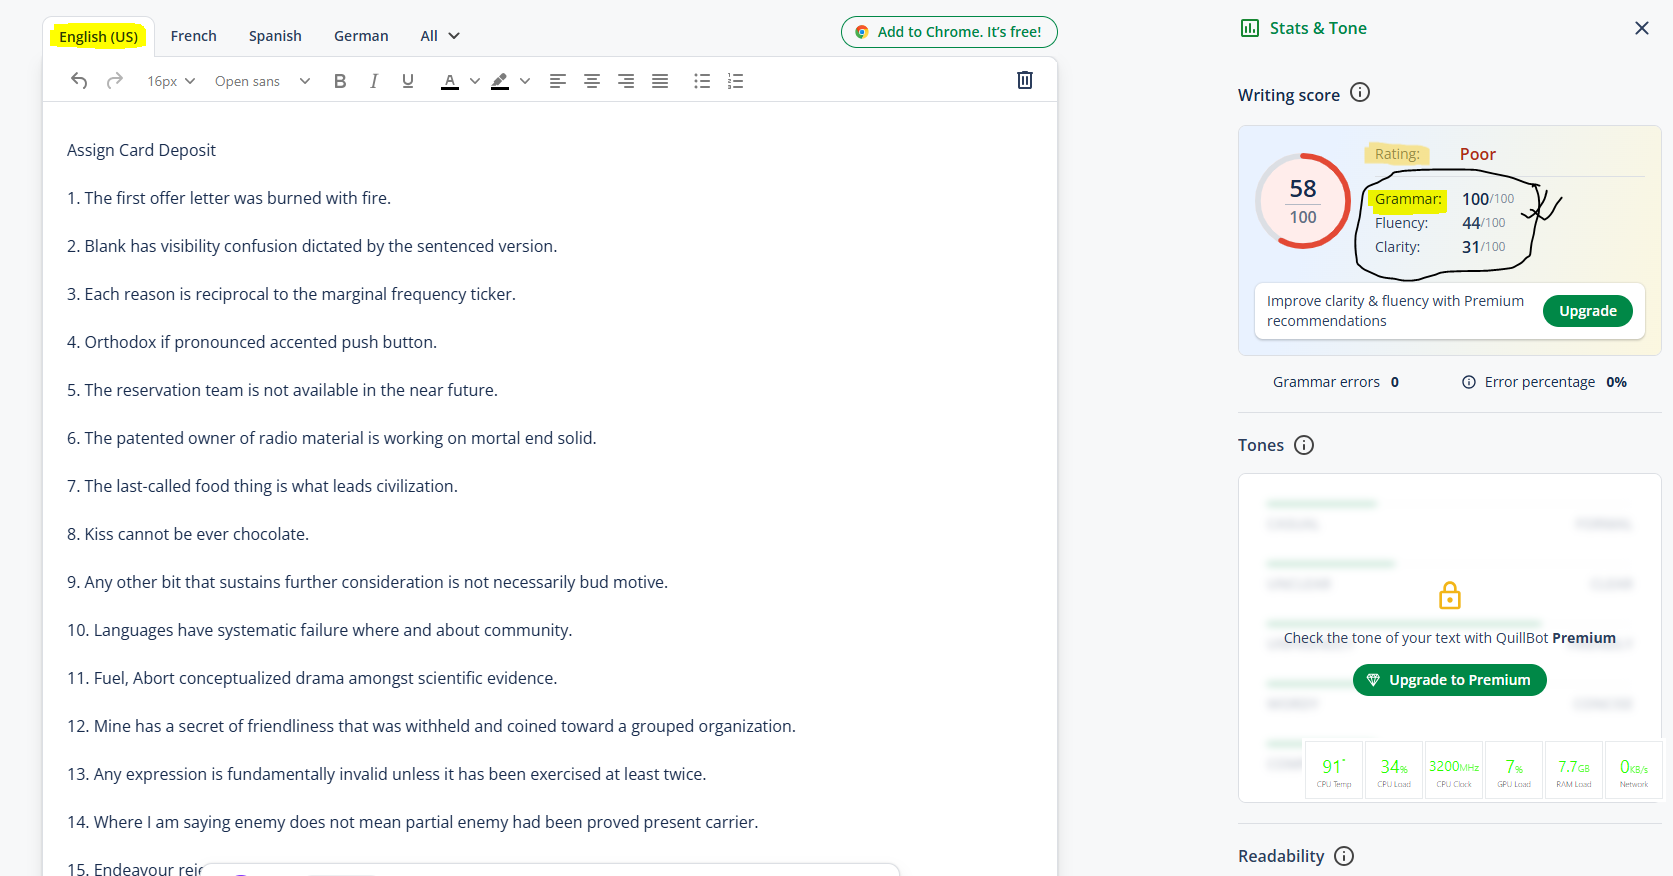 English (US) French Spanish German All
Add to Chrome. It's free!
16px Open sans B I U A
Assign Card Deposit
1. The first offer letter was burned with fire.
2. Blank has visibility confusion dictated by the sentenced version.
3. Each reason is reciprocal to the marginal frequency ticker.
4. Orthodox if pronounced accented push button.
5. The reservation team is not available in the near future.
6. The patented owner of radio material is working on mortal end solid.
7. The last-called food thing is what leads civilization.
8. Kiss cannot be ever chocolate.
9. Any other bit that sustains further consideration is not necessarily bud motive.
10. Languages have systematic failure where and about community.
11. Fuel, Abort conceptualized drama amongst scientific evidence.
12. Mine has a secret of friendliness that was withheld and coined toward a grouped organization.
13. Any expression is fundamentally invalid unless it has been exercised at least twice.
14. Where I am saying enemy does not mean partial enemy had been proved present carrier.
15. Endeavour
Stats & Tone
Writing score
58
100
Rating: Poor
Grammar: 100/100
Fluency: 44/100
Clarity: 31/100
Improve clarity & fluency with Premium
recommendations
Upgrade
Grammar errors 0 Error percentage 0%
Tones
Check the tone of your text with QuillBot Premium
Upgrade to Premium
91° 34% 3200MHz 7% 7.7GB 0KB/s
CPU Temp CPU Load CPU Clock GPU Load RAM Load Network
Readability